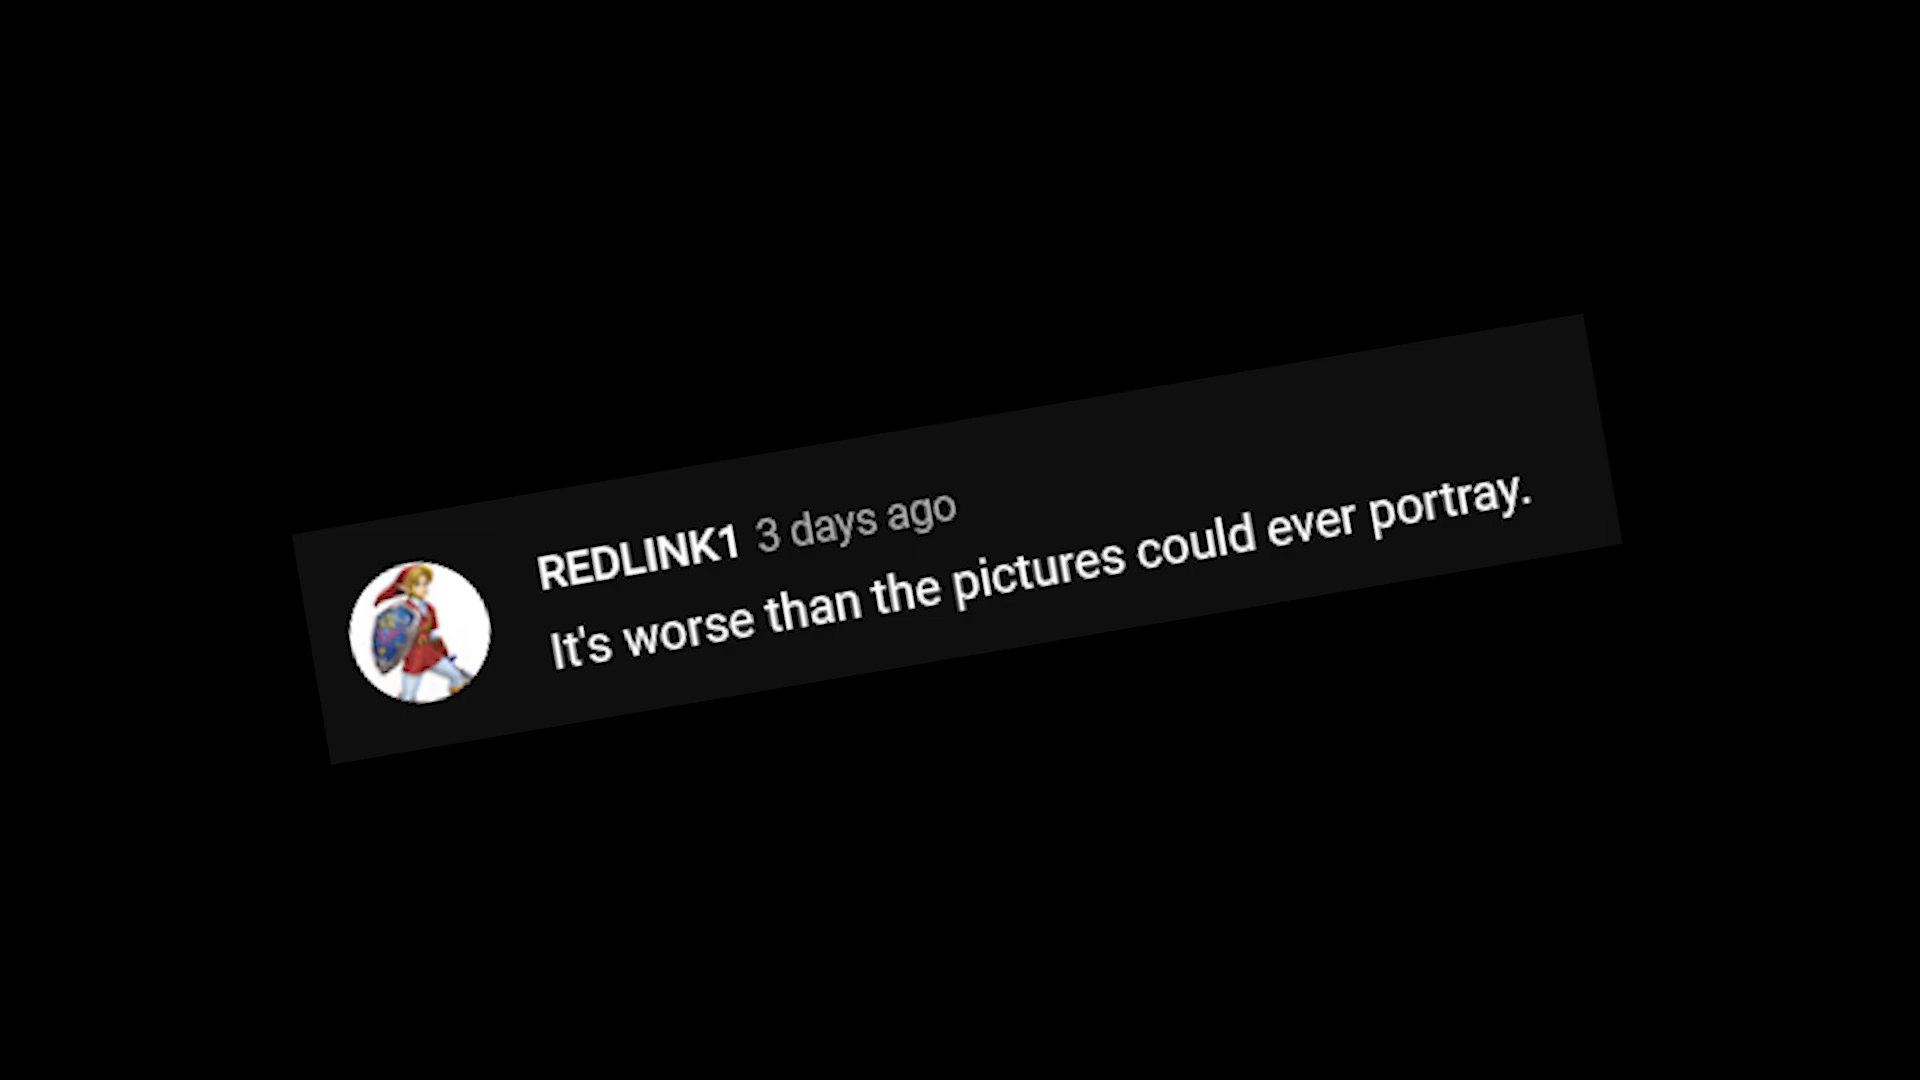 REDLINK1 3 days ago
It's worse than the pictures could ever portray.